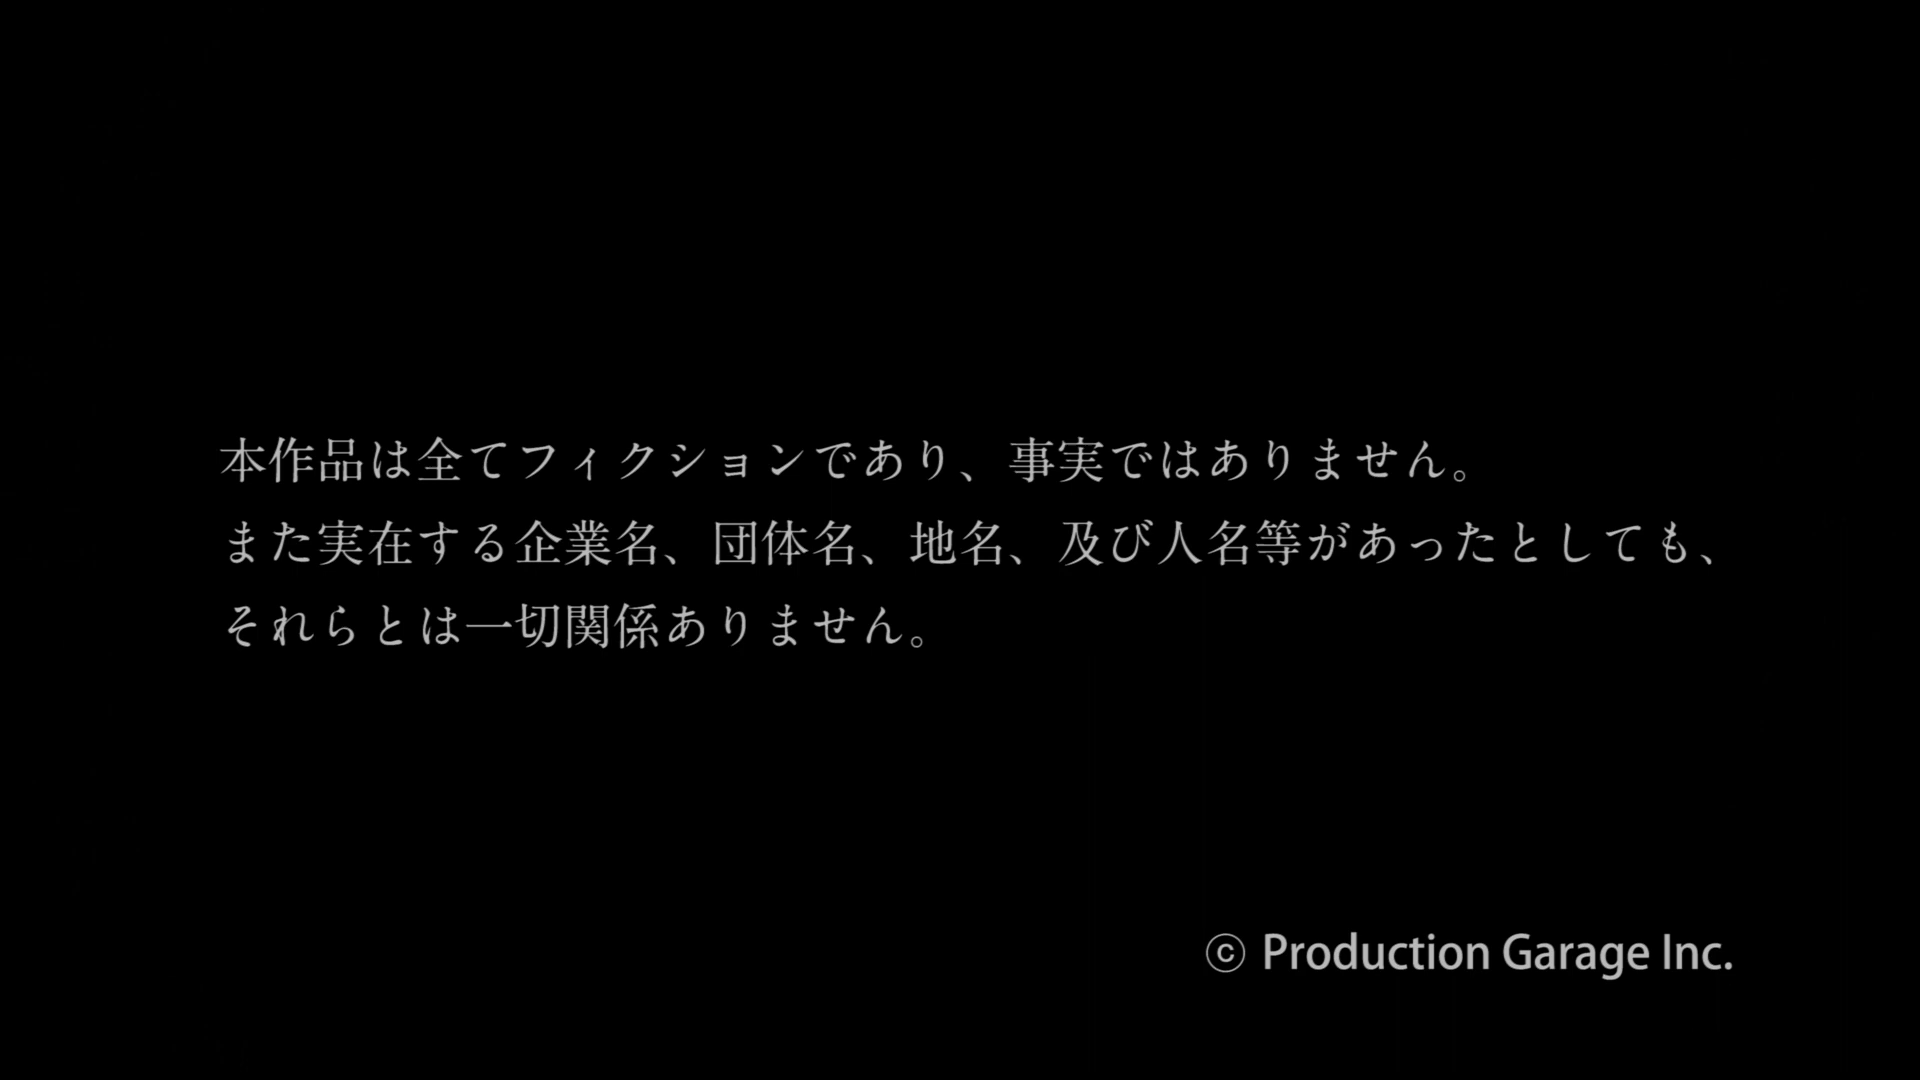 本作品は全てフィクションであり、事実ではありません。
また実在する企業名、団体名、地名、及び人名等があったとしても、
それらとは一切関係ありません。
ⓒ Production Garage Inc.